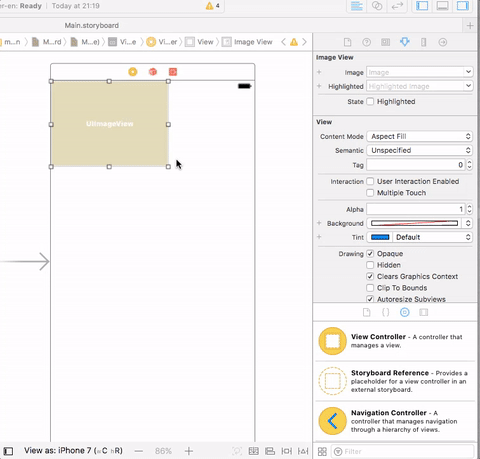 er-en: Ready | Today at 21:19
4
Main.storyboard
m...n
M...rd
M...e)
Vi...e
Vi...er
View
Image View
Image View
Image
Image
Highlighted
Highlighted Image
State
Highlighted
View
Content Mode
Aspect Fill
Semantic
Unspecified
Tag
0
Interaction
User Interaction Enabled
Multiple Touch
Alpha
1
Background
Tint
Default
Drawing
Opaque
Hidden
Clears Graphics Context
Clip To Bounds
Autoresize Subviews
UIImageView
View Controller - A controller that
manages a view.
Storyboard Reference - Provides a
placeholder for a view controller in an
external storyboard.
Navigation Controller - A
controller that manages navigation
through a hierarchy of views.
View as: iPhone 7 (
C
R)
86%
Filter